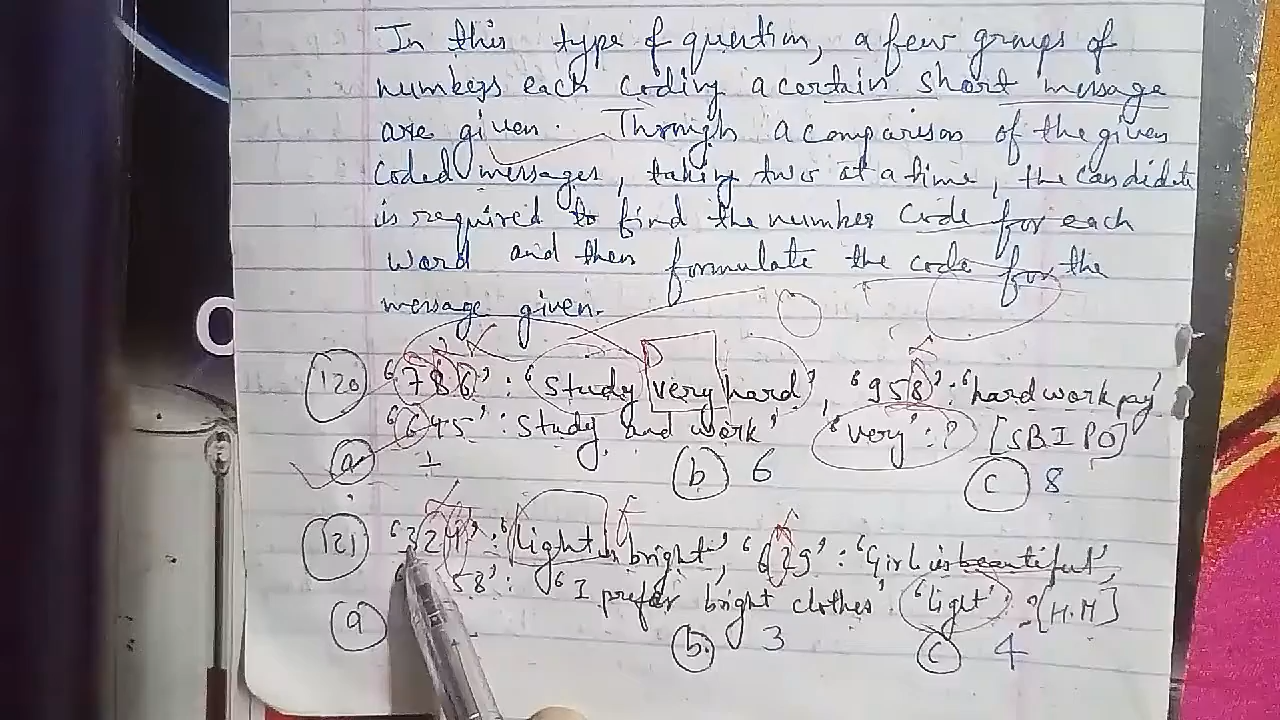 In this type of question, a few groups of
numbers each coding a certain short message
are given. Through a comparison of the given
coded messages, taking two at a time, the candidate
is required to find the number code for each
word and then formulate the code for the
message given.
(120) '786' : 'study very hard', '958' : 'hard work pay'
'645' : study and work' 'very' : ? [SBI PO]
(a) 7 (b) 6 (c) 8
(121) '324' : 'light is bright', '629' : 'Girl is beautiful',
58' : 'I prefer bright clothes'. 'light' : ? [H.M]
(a) (b) 3 (c) 4